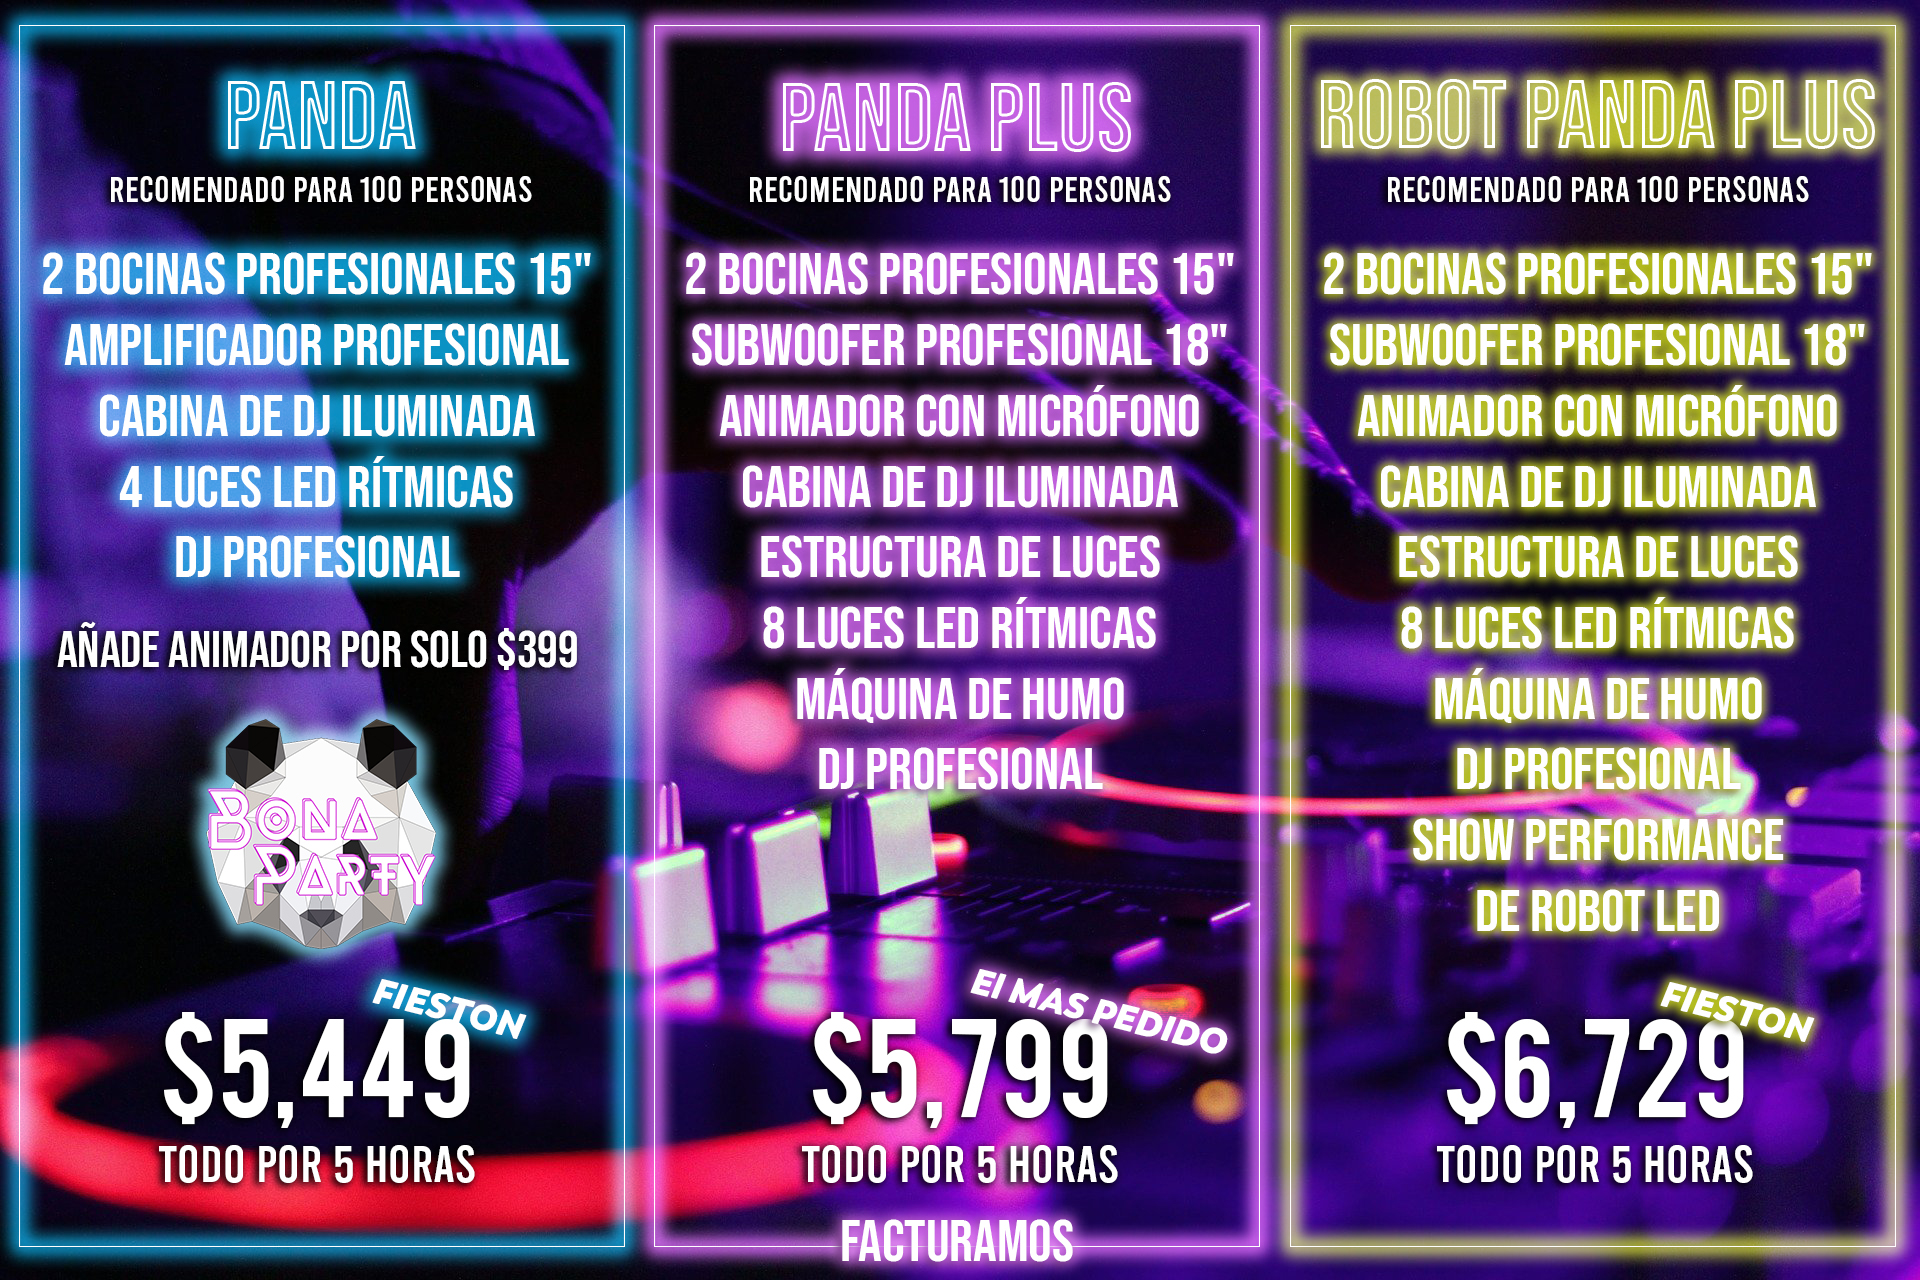 PANDA
RECOMENDADO PARA 100 PERSONAS
2 BOCINAS PROFESIONALES 15"
AMPLIFICADOR PROFESIONAL
CABINA DE DJ ILUMINADA
4 LUCES LED RÍTMICAS
DJ PROFESIONAL
AÑADE ANIMADOR POR SOLO $399
BONA
PARTY
FIESTON
$5,449
TODO POR 5 HORAS
PANDA PLUS
RECOMENDADO PARA 100 PERSONAS
2 BOCINAS PROFESIONALES 15"
SUBWOOFER PROFESIONAL 18"
ANIMADOR CON MICRÓFONO
CABINA DE DJ ILUMINADA
ESTRUCTURA DE LUCES
8 LUCES LED RÍTMICAS
MÁQUINA DE HUMO
DJ PROFESIONAL
El MAS PEDIDO
$5,799
TODO POR 5 HORAS
FACTURAMOS
ROBOT PANDA PLUS
RECOMENDADO PARA 100 PERSONAS
2 BOCINAS PROFESIONALES 15"
SUBWOOFER PROFESIONAL 18"
ANIMADOR CON MICRÓFONO
CABINA DE DJ ILUMINADA
ESTRUCTURA DE LUCES
8 LUCES LED RÍTMICAS
MÁQUINA DE HUMO
DJ PROFESIONAL
SHOW PERFORMANCE
DE ROBOT LED
FIESTON
$6,729
TODO POR 5 HORAS